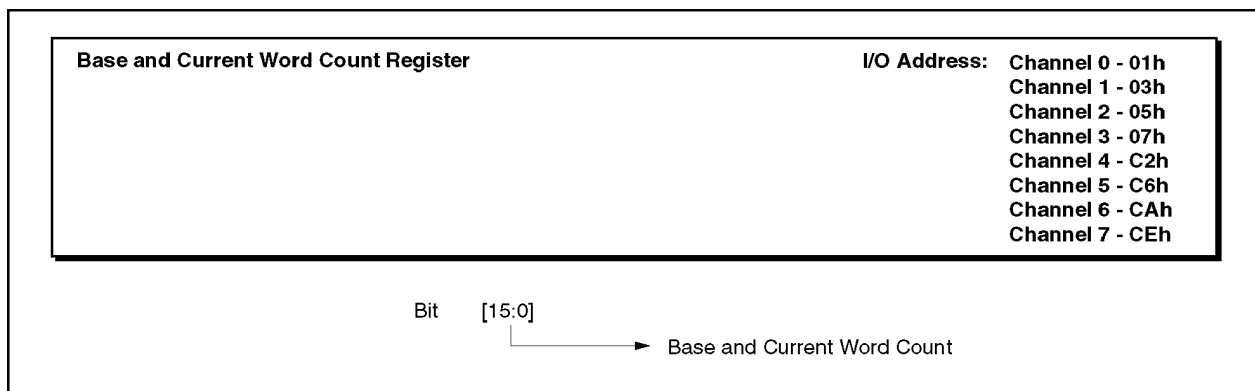 Base and Current Word Count Register I/O Address: Channel 0 - 01h
Channel 1 - 03h
Channel 2 - 05h
Channel 3 - 07h
Channel 4 - C2h
Channel 5 - C6h
Channel 6 - CAh
Channel 7 - CEh
Bit [15:0]
Base and Current Word Count